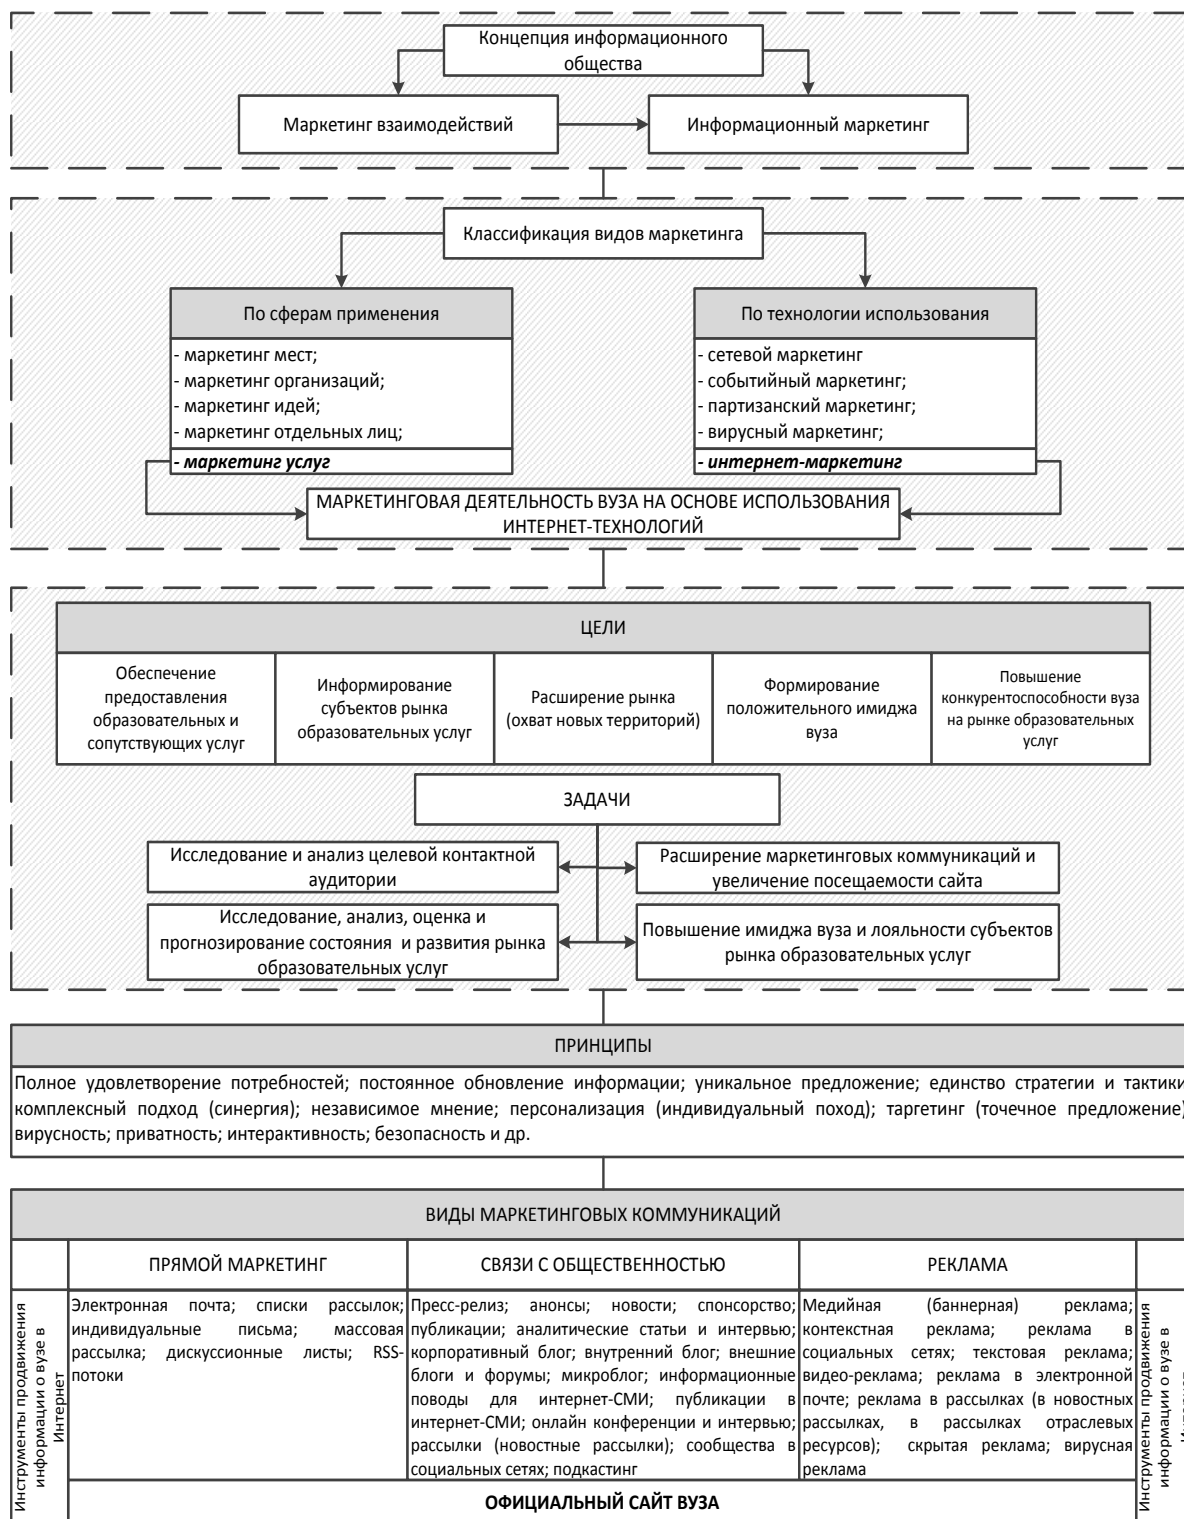 Концепция информационного
общества
Маркетинг взаимодействий
Информационный маркетинг
Классификация видов маркетинга
По сферам применения
- маркетинг мест;
- маркетинг организаций;
- маркетинг идей;
- маркетинг отдельных лиц;
- маркетинг услуг
По технологии использования
- сетевой маркетинг
- событийный маркетинг;
- партизанский маркетинг;
- вирусный маркетинг;
- интернет-маркетинг
МАРКЕТИНГОВАЯ ДЕЯТЕЛЬНОСТЬ ВУЗА НА ОСНОВЕ ИСПОЛЬЗОВАНИЯ
ИНТЕРНЕТ-ТЕХНОЛОГИЙ
ЦЕЛИ
Обеспечение
предоставления
образовательных и
сопутствующих услуг
Информирование
субъектов рынка
образовательных услуг
Расширение рынка
(охват новых территорий)
Формирование
положительного имиджа
вуза
Повышение
конкурентоспособности вуза
на рынке образовательных
услуг
ЗАДАЧИ
Исследование и анализ целевой контактной
аудитории
Расширение маркетинговых коммуникаций и
увеличение посещаемости сайта
Исследование, анализ, оценка и
прогнозирование состояния и развития рынка
образовательных услуг
Повышение имиджа вуза и лояльности субъектов
рынка образовательных услуг
ПРИНЦИПЫ
Полное удовлетворение потребностей; постоянное обновление информации; уникальное предложение; единство стратегии и тактики
комплексный подход (синергия); независимое мнение; персонализация (индивидуальный поход); таргетинг (точечное предложение)
вирусность; приватность; интерактивность; безопасность и др.
ВИДЫ МАРКЕТИНГОВЫХ КОММУНИКАЦИЙ
ПРЯМОЙ МАРКЕТИНГ
СВЯЗИ С ОБЩЕСТВЕННОСТЬЮ
РЕКЛАМА
Инструменты продвижения
информации о вузе в
Интернет
Электронная почта; списки рассылок;
индивидуальные письма; массовая
рассылка; дискуссионные листы; RSS-
потоки
Пресс-релиз; анонсы; новости; спонсорство;
публикации; аналитические статьи и интервью;
корпоративный блог; внутренний блог; внешние
блоги и форумы; микроблог; информационные
поводы для интернет-СМИ; публикации в
интернет-СМИ; онлайн конференции и интервью;
рассылки (новостные рассылки); сообщества в
социальных сетях; подкастинг
Медийная (баннерная) реклама;
контекстная реклама; реклама в
социальных сетях; текстовая реклама;
видео-реклама; реклама в электронной
почте; реклама в рассылках (в новостных
рассылках, в рассылках отраслевых
ресурсов); скрытая реклама; вирусная
реклама
Инструменты продвижения
информации о вузе в
ОФИЦИАЛЬНЫЙ САЙТ ВУЗА